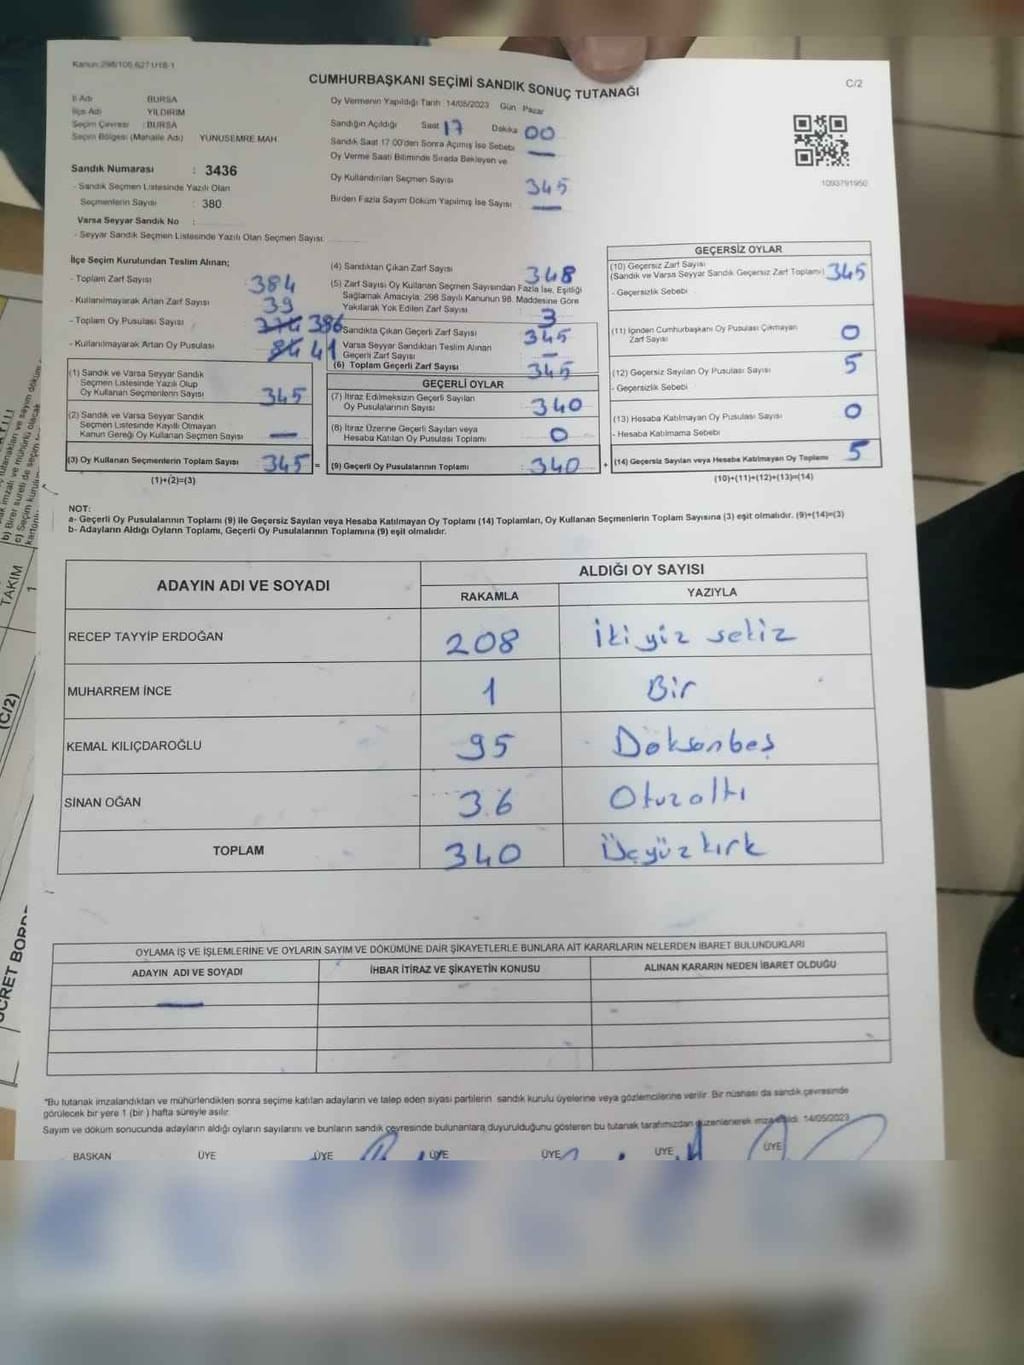 Kanun:298/105,6271/18-1
CUMHURBAŞKANI SEÇİMİ SANDIK SONUÇ TUTANAĞI
C/2
İl Adı BURSA
İlçe Adı YILDIRIM
Seçim Çevresi : BURSA
Seçim Bölgesi (Mahalle Adı) YUNUSEMRE MAH
Sandık Numarası : 3436
- Sandık Seçmen Listesinde Yazılı Olan
Seçmenlerin Sayısı : 380
Varsa Seyyar Sandık No :
- Seyyar Sandık Seçmen Listesinde Yazılı Olan Seçmen Sayısı:
Oy Vermenin Yapıldığı Tarih : 14/05/2023 Gün : Pazar
Sandığın Açıldığı Saat 17 Dakika 00
Sandık Saat 17.00'den Sonra Açılmış İse Sebebi —
Oy Verme Saati Bitiminde Sırada Bekleyen ve
Oy Kullandırılan Seçmen Sayısı 345
Birden Fazla Sayım Döküm Yapılmış İse Sayısı —
1093791950
İlçe Seçim Kurulundan Teslim Alınan;
- Toplam Zarf Sayısı 384
- Kullanılmayarak Artan Zarf Sayısı 39
- Toplam Oy Pusulası Sayısı 386
- Kullanılmayarak Artan Oy Pusulası 41
(1) Sandık ve Varsa Seyyar Sandık
Seçmen Listesinde Yazılı Olup
Oy Kullanan Seçmenlerin Sayısı 345
(2) Sandık ve Varsa Seyyar Sandık
Seçmen Listesinde Kayıtlı Olmayan
Kanun Gereği Oy Kullanan Seçmen Sayısı —
(3) Oy Kullanan Seçmenlerin Toplam Sayısı 345 =
(1)+(2)=(3)
(4) Sandıktan Çıkan Zarf Sayısı 348
(5) Zarf Sayısı Oy Kullanan Seçmen Sayısından Fazla İse, Eşitliği
Sağlamak Amacıyla; 298 Sayılı Kanunun 98. Maddesine Göre
Yakılarak Yok Edilen Zarf Sayısı 3
Sandıkta Çıkan Geçerli Zarf Sayısı 345
Varsa Seyyar Sandıktan Teslim Alınan
Geçerli Zarf Sayısı —
(6) Toplam Geçerli Zarf Sayısı 345
GEÇERLİ OYLAR
(7) İtiraz Edilmeksizin Geçerli Sayılan
Oy Pusulalarının Sayısı 340
(8) İtiraz Üzerine Geçerli Sayılan veya
Hesaba Katılan Oy Pusulası Toplamı 0
(9) Geçerli Oy Pusulalarının Toplamı : 340 +
GEÇERSİZ OYLAR
(10) Geçersiz Zarf Sayısı
(Sandık ve Varsa Seyyar Sandık Geçersiz Zarf Toplamı) 345
- Geçersizlik Sebebi
(11) İçinden Cumhurbaşkanı Oy Pusulası Çıkmayan
Zarf Sayısı 0
(12) Geçersiz Sayılan Oy Pusulası Sayısı 5
- Geçersizlik Sebebi
(13) Hesaba Katılmayan Oy Pusulası Sayısı 0
- Hesaba Katılmama Sebebi
(14) Geçersiz Sayılan veya Hesaba Katılmayan Oy Toplamı 5
(10)+(11)+(12)+(13)=(14)
NOT:
a- Geçerli Oy Pusulalarının Toplamı (9) ile Geçersiz Sayılan veya Hesaba Katılmayan Oy Toplamı (14) Toplamları, Oy Kullanan Seçmenlerin Toplam Sayısına (3) eşit olmalıdır. (9)+(14)=(3)
b- Adayların Aldığı Oyların Toplamı, Geçerli Oy Pusulalarının Toplamına (9) eşit olmalıdır.
ADAYIN ADI VE SOYADI
ALDIĞI OY SAYISI
RAKAMLA YAZIYLA
RECEP TAYYİP ERDOĞAN 208 İkiyüz sekiz
MUHARREM İNCE 1 Bir
KEMAL KILIÇDAROĞLU 95 Doksanbeş
SİNAN OĞAN 36 Otuzaltı
TOPLAM 340 Üçyüzkırk
OYLAMA İŞ VE İŞLEMLERİNE VE OYLARIN SAYIM VE DÖKÜMÜNE DAİR ŞİKAYETLERLE BUNLARA AİT KARARLARIN NELERDEN İBARET BULUNDUKLARI
ADAYIN ADI VE SOYADI İHBAR İTİRAZ VE ŞİKAYETİN KONUSU ALINAN KARARIN NEDEN İBARET OLDUĞU
—
*Bu tutanak imzalandıktan ve mühürlendikten sonra seçime katılan adayların ve talep eden siyasi partilerin sandık kurulu üyelerine veya gözlemcilerine verilir. Bir nüshası da sandık çevresinde
görülecek bir yere 1 (bir) hafta süreyle asılır.
Sayım ve döküm sonucunda adayların aldığı oyların sayılarını ve bunların sandık çevresinde bulunanlara duyurulduğunu gösteren bu tutanak tarafımızdan düzenlenerek imzalandı. 14/05/2023
BAŞKAN ÜYE ÜYE ÜYE ÜYE ÜYE ÜYE
TAKIM
1
(C/2)